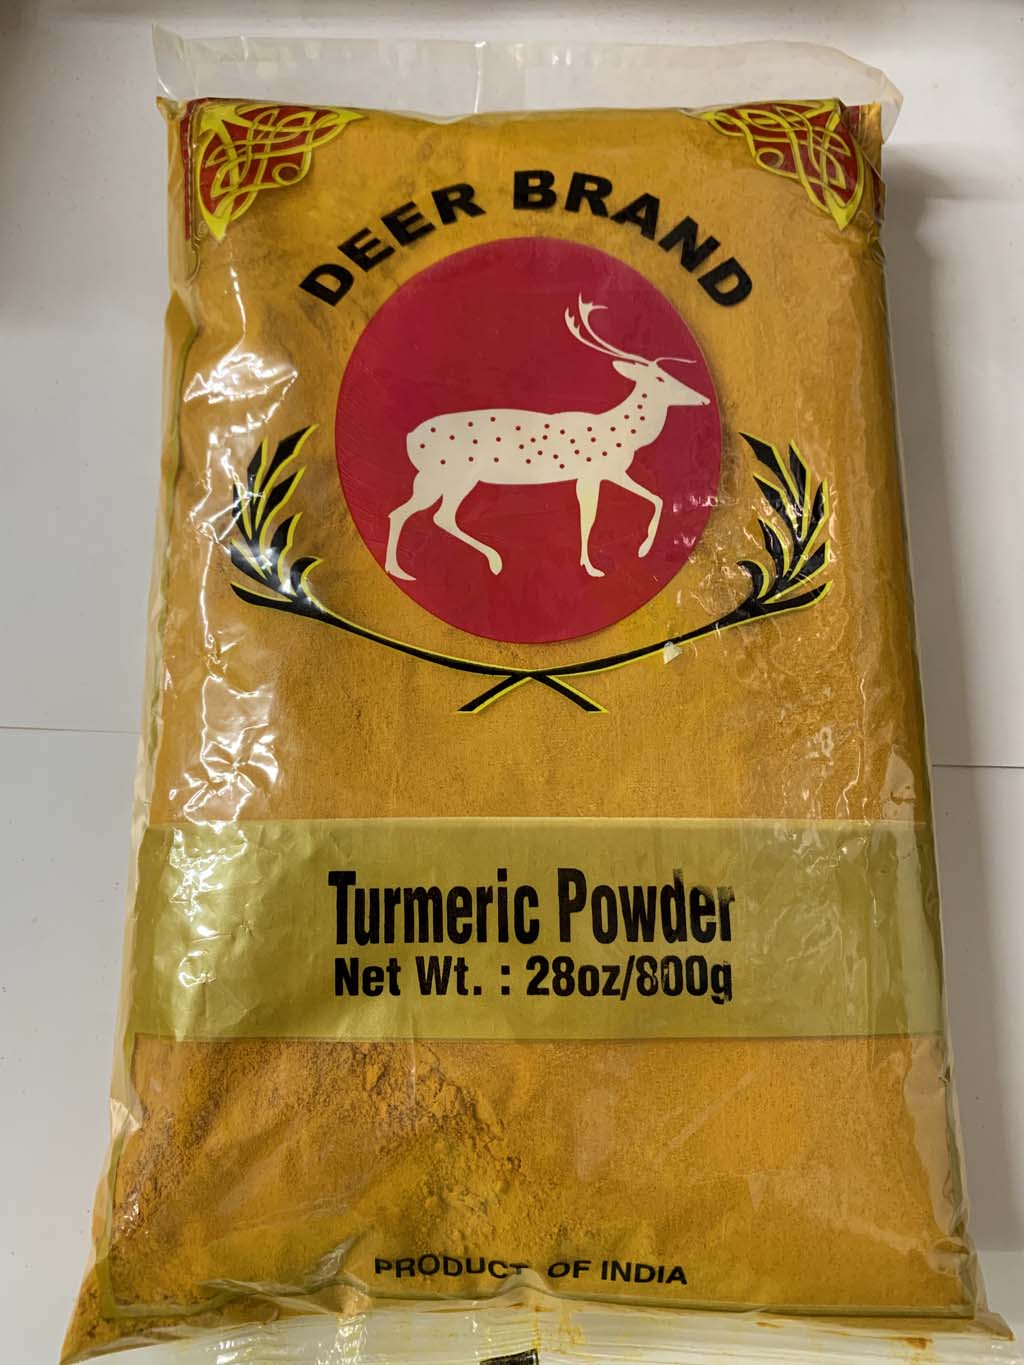 DEER BRAND
Turmeric Powder
Net Wt. : 28oz/800g
PRODUCT OF INDIA